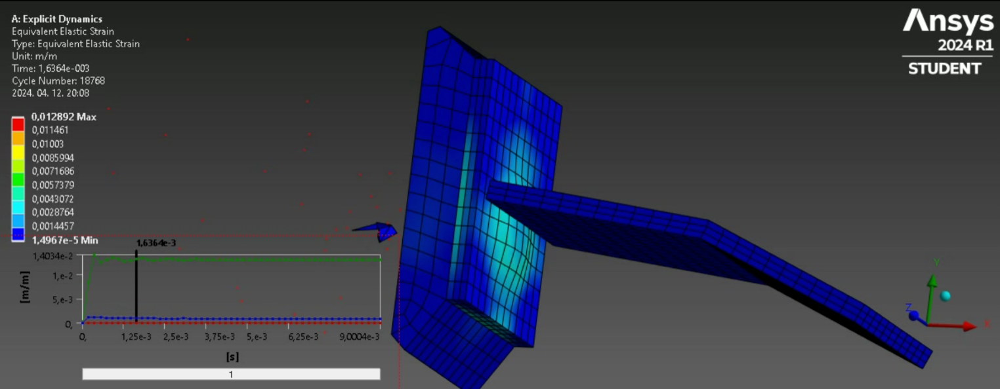 A: Explicit Dynamics
Equivalent Elastic Strain
Type: Equivalent Elastic Strain
Unit: m/m
Time: 1,6364e-003
Cycle Number: 18768
2024. 04. 12. 20:08
0,012892 Max
0,011461
0,01003
0,0085994
0,0071686
0,0057379
0,0043072
0,0028764
0,0014457
1,4967e-5 Min
Ansys
2024 R1
STUDENT
1,6364e-3
1,4034e-2
1,e-2
5,e-3
0,
[m/m]
0, 1,25e-3 2,5e-3 3,75e-3 5,e-3 6,25e-3 9,0004e-3
[s]
1
Y
Z
X